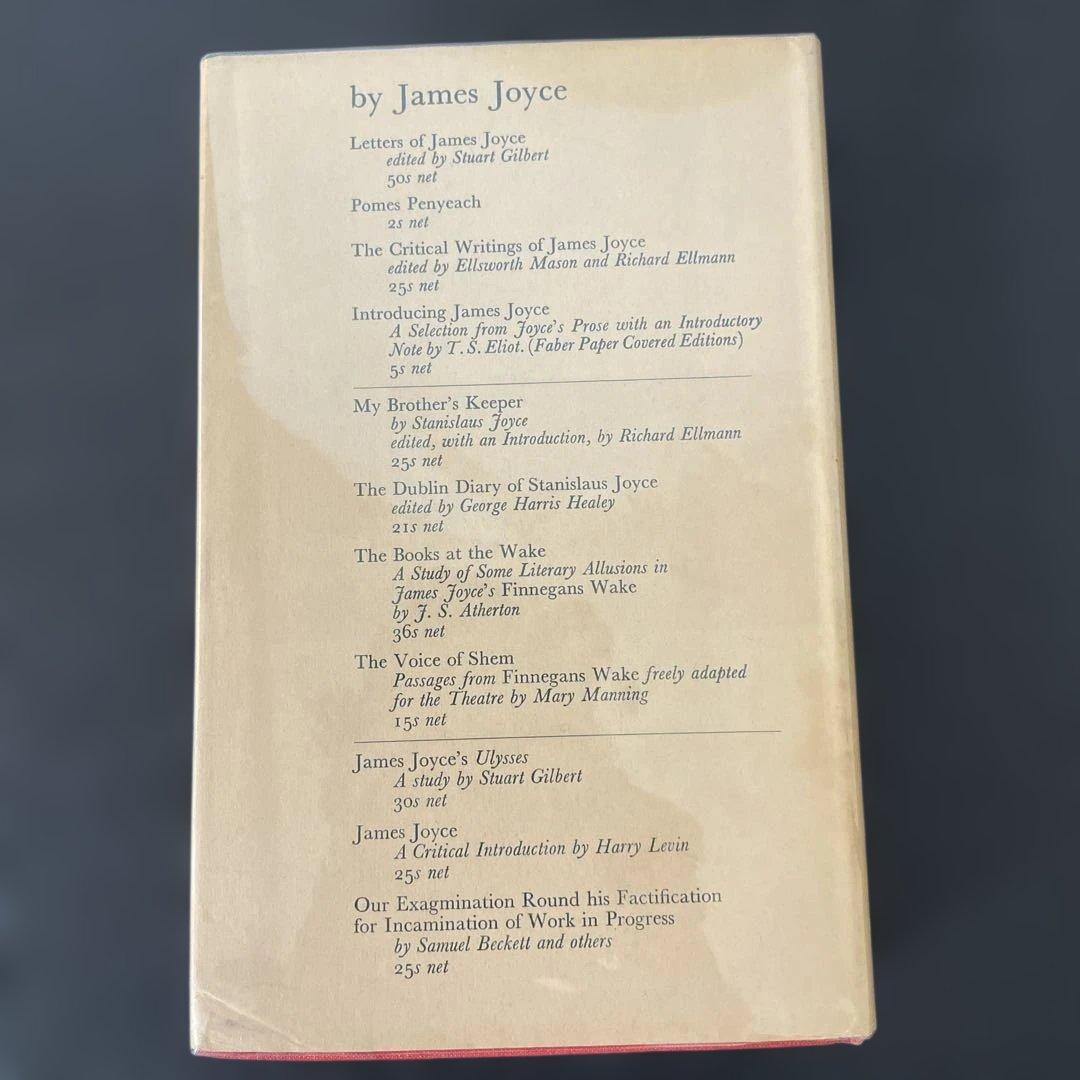 by James Joyce
Letters of James Joyce
edited by Stuart Gilbert
50s net
Pomes Penyeach
2s net
The Critical Writings of James Joyce
edited by Ellsworth Mason and Richard Ellmann
25s net
Introducing James Joyce
A Selection from Joyce's Prose with an Introductory
Note by T. S. Eliot. (Faber Paper Covered Editions)
5s net
My Brother's Keeper
by Stanislaus Joyce
edited, with an Introduction, by Richard Ellmann
25s net
The Dublin Diary of Stanislaus Joyce
edited by George Harris Healey
21s net
The Books at the Wake
A Study of Some Literary Allusions in
James Joyce's Finnegans Wake
by J. S. Atherton
36s net
The Voice of Shem
Passages from Finnegans Wake freely adapted
for the Theatre by Mary Manning
15s net
James Joyce's Ulysses
A study by Stuart Gilbert
30s net
James Joyce
A Critical Introduction by Harry Levin
25s net
Our Exagmination Round his Factification
for Incamination of Work in Progress
by Samuel Beckett and others
25s net